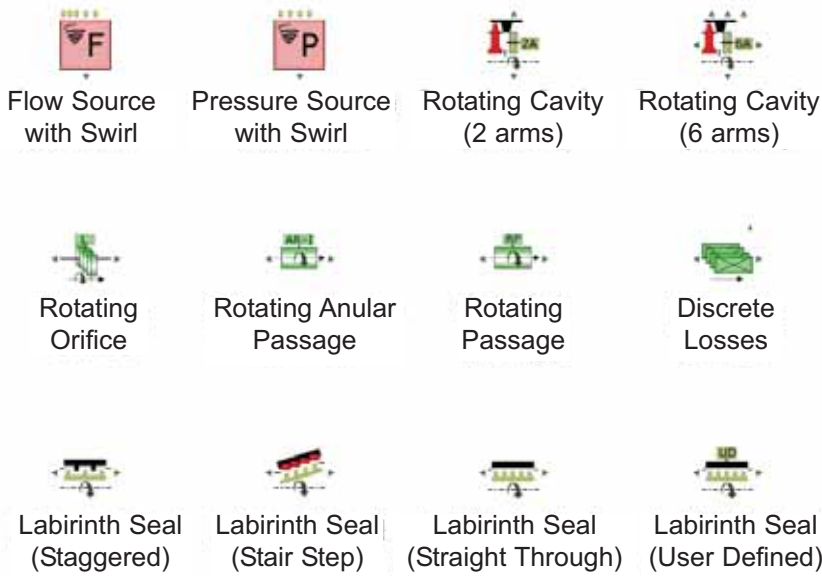 F P 2A 6A
Flow Source Pressure Source Rotating Cavity Rotating Cavity
with Swirl with Swirl (2 arms) (6 arms)
AR-I RP
Rotating Rotating Anular Rotating Discrete
Orifice Passage Passage Losses
UD
Labirinth Seal Labirinth Seal Labirinth Seal Labirinth Seal
(Staggered) (Stair Step) (Straight Through) (User Defined)